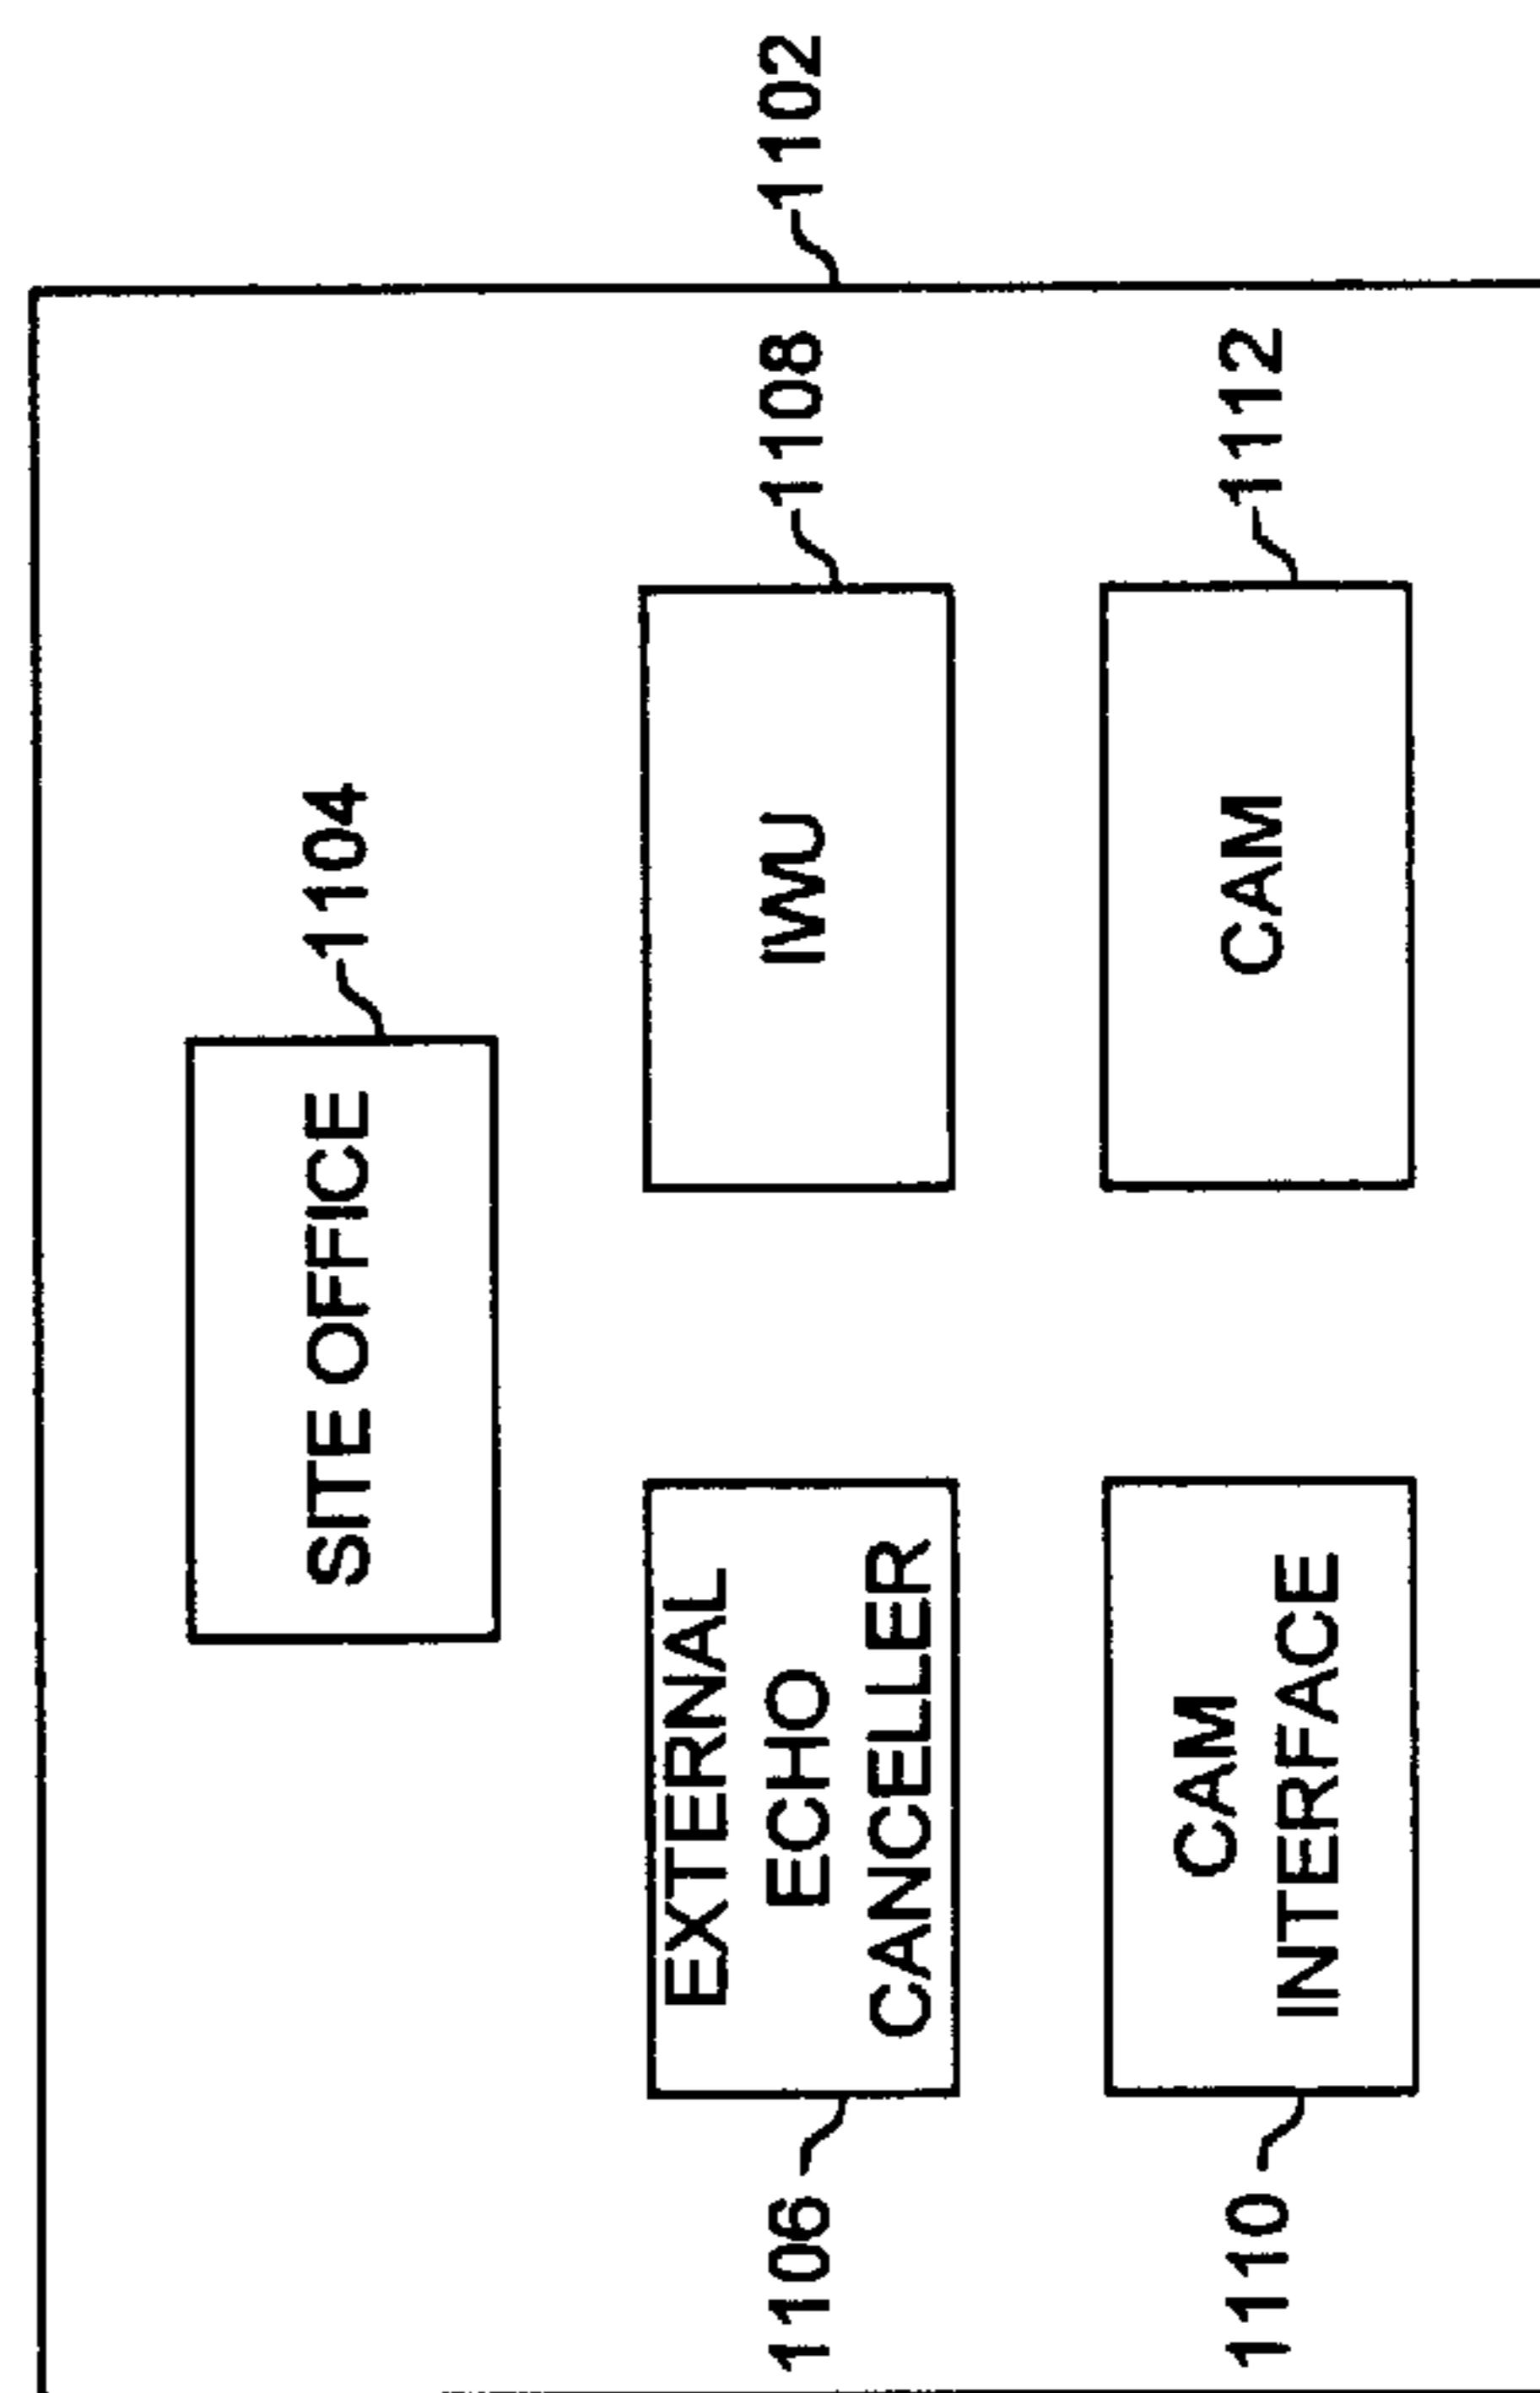 1102
SITE OFFICE
1104
EXTERNAL
ECHO
CANCELLER
1106
IWU
1108
CAM
INTERFACE
1110
CAM
1112